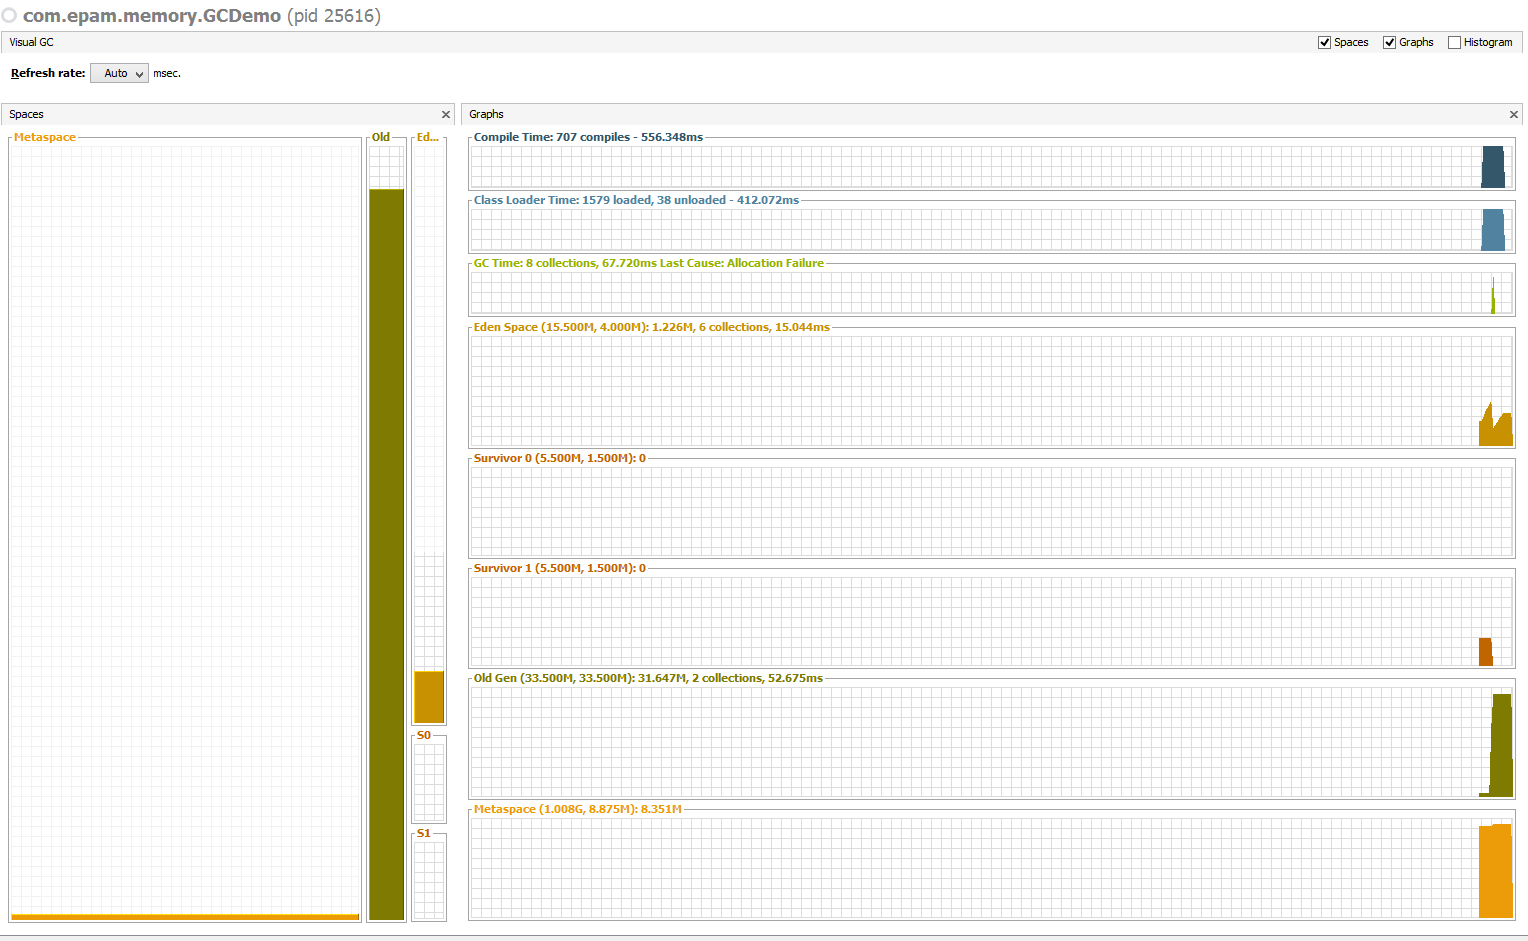 com.epam.memory.GCDemo (pid 25616)
Visual GC
Spaces Graphs Histogram
Refresh rate: Auto msec.
Spaces
Graphs
Metaspace
Old
Ed...
S0
S1
Compile Time: 707 compiles - 556.348ms
Class Loader Time: 1579 loaded, 38 unloaded - 412.072ms
GC Time: 8 collections, 67.720ms Last Cause: Allocation Failure
Eden Space (15.500M, 4.000M): 1.226M, 6 collections, 15.044ms
Survivor 0 (5.500M, 1.500M): 0
Survivor 1 (5.500M, 1.500M): 0
Old Gen (33.500M, 33.500M): 31.647M, 2 collections, 52.675ms
Metaspace (1.008G, 8.875M): 8.351M